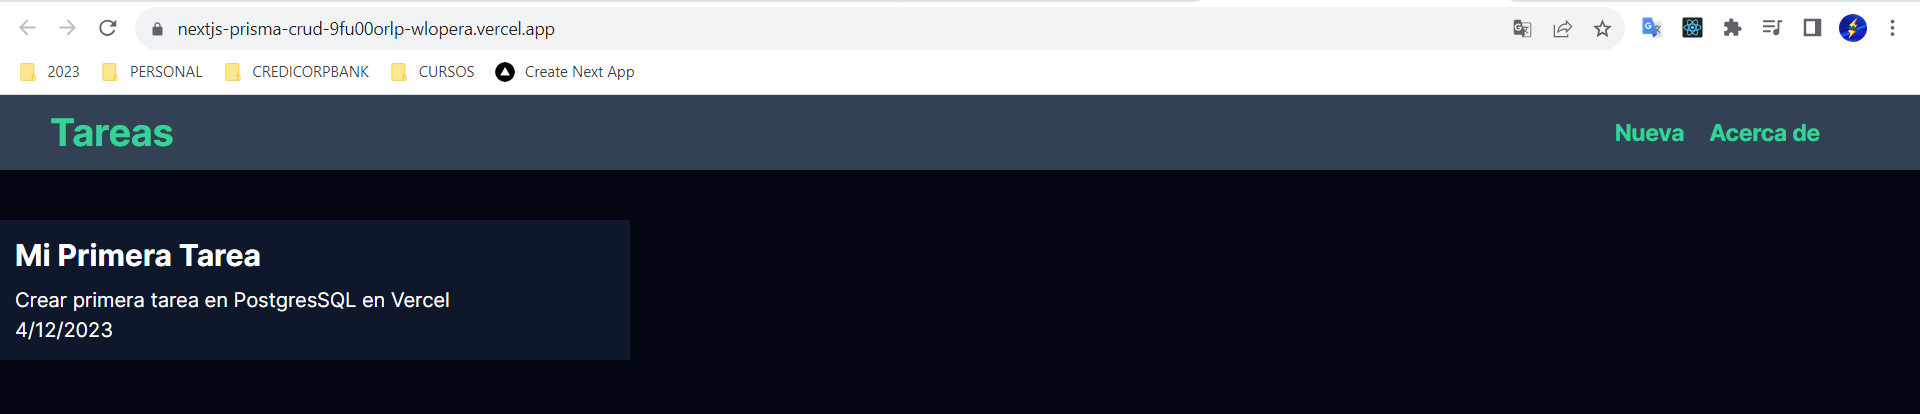 nextjs-prisma-crud-9fu00orlp-wlopera.vercel.app
2023 PERSONAL CREDICORPBANK CURSOS Create Next App
Tareas Nueva Acerca de
Mi Primera Tarea
Crear primera tarea en PostgresSQL en Vercel
4/12/2023